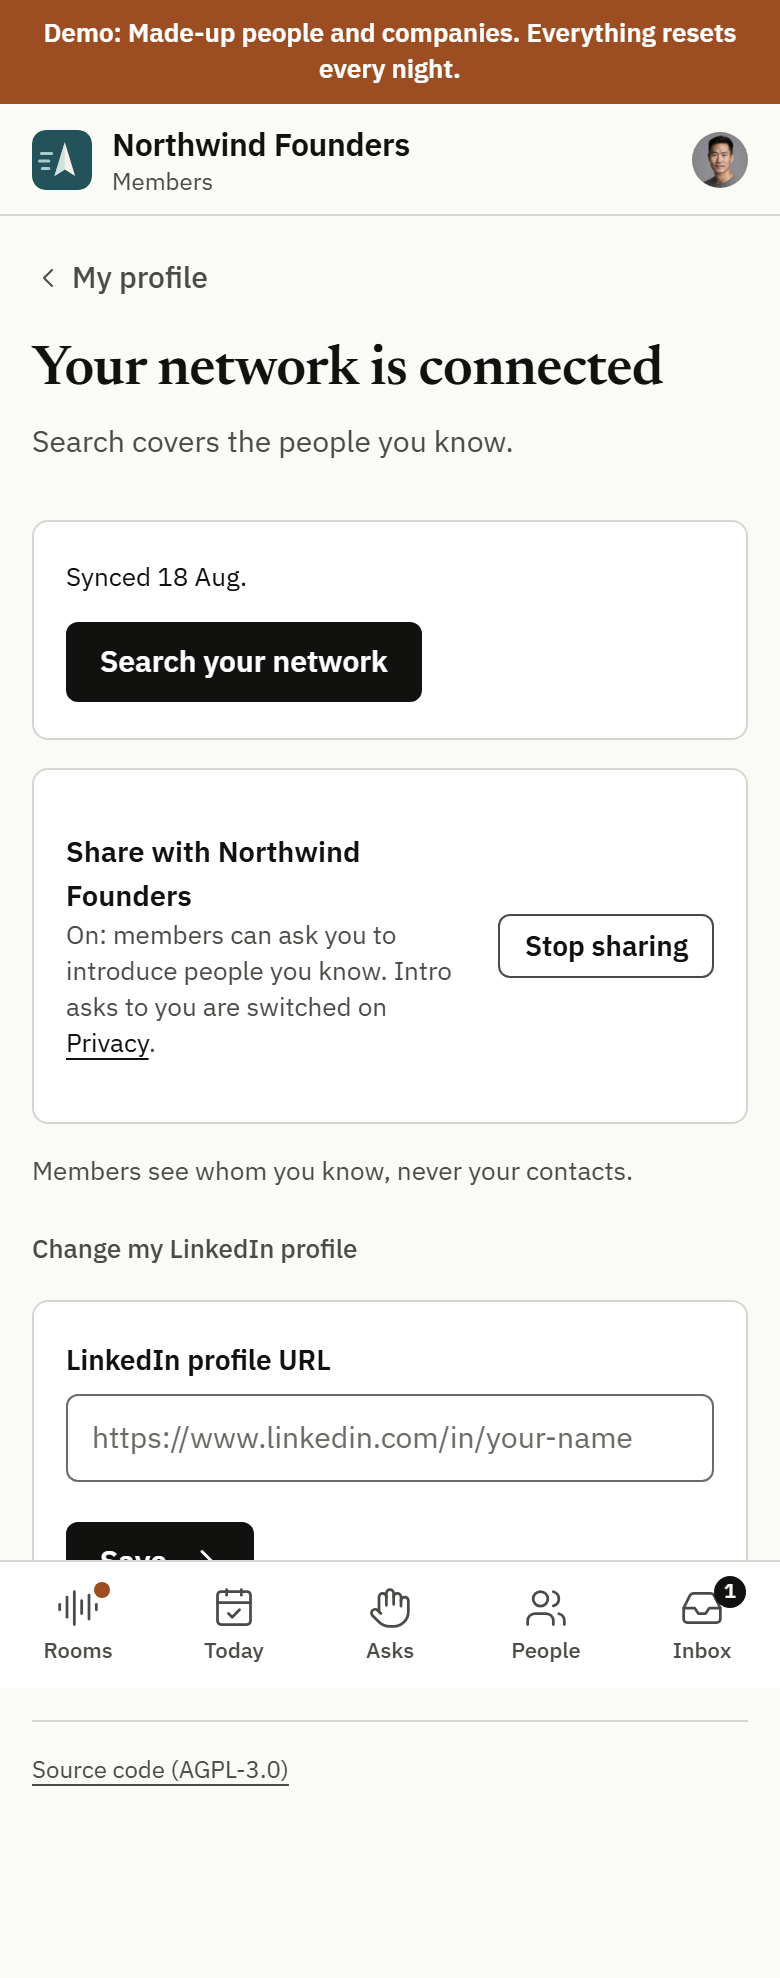 Demo: Made-up people and companies. Everything resets
every night.
Northwind Founders
Members
My profile
Your network is connected
Search covers the people you know.
Synced 18 Aug.
Search your network
Share with Northwind
Founders
On: members can ask you to
introduce people you know. Intro
asks to you are switched on
Privacy.
Stop sharing
Members see whom you know, never your contacts.
Change my LinkedIn profile
LinkedIn profile URL
https://www.linkedin.com/in/your-name
Save
Rooms
Today
Asks
People
1
Inbox
Source code (AGPL-3.0)